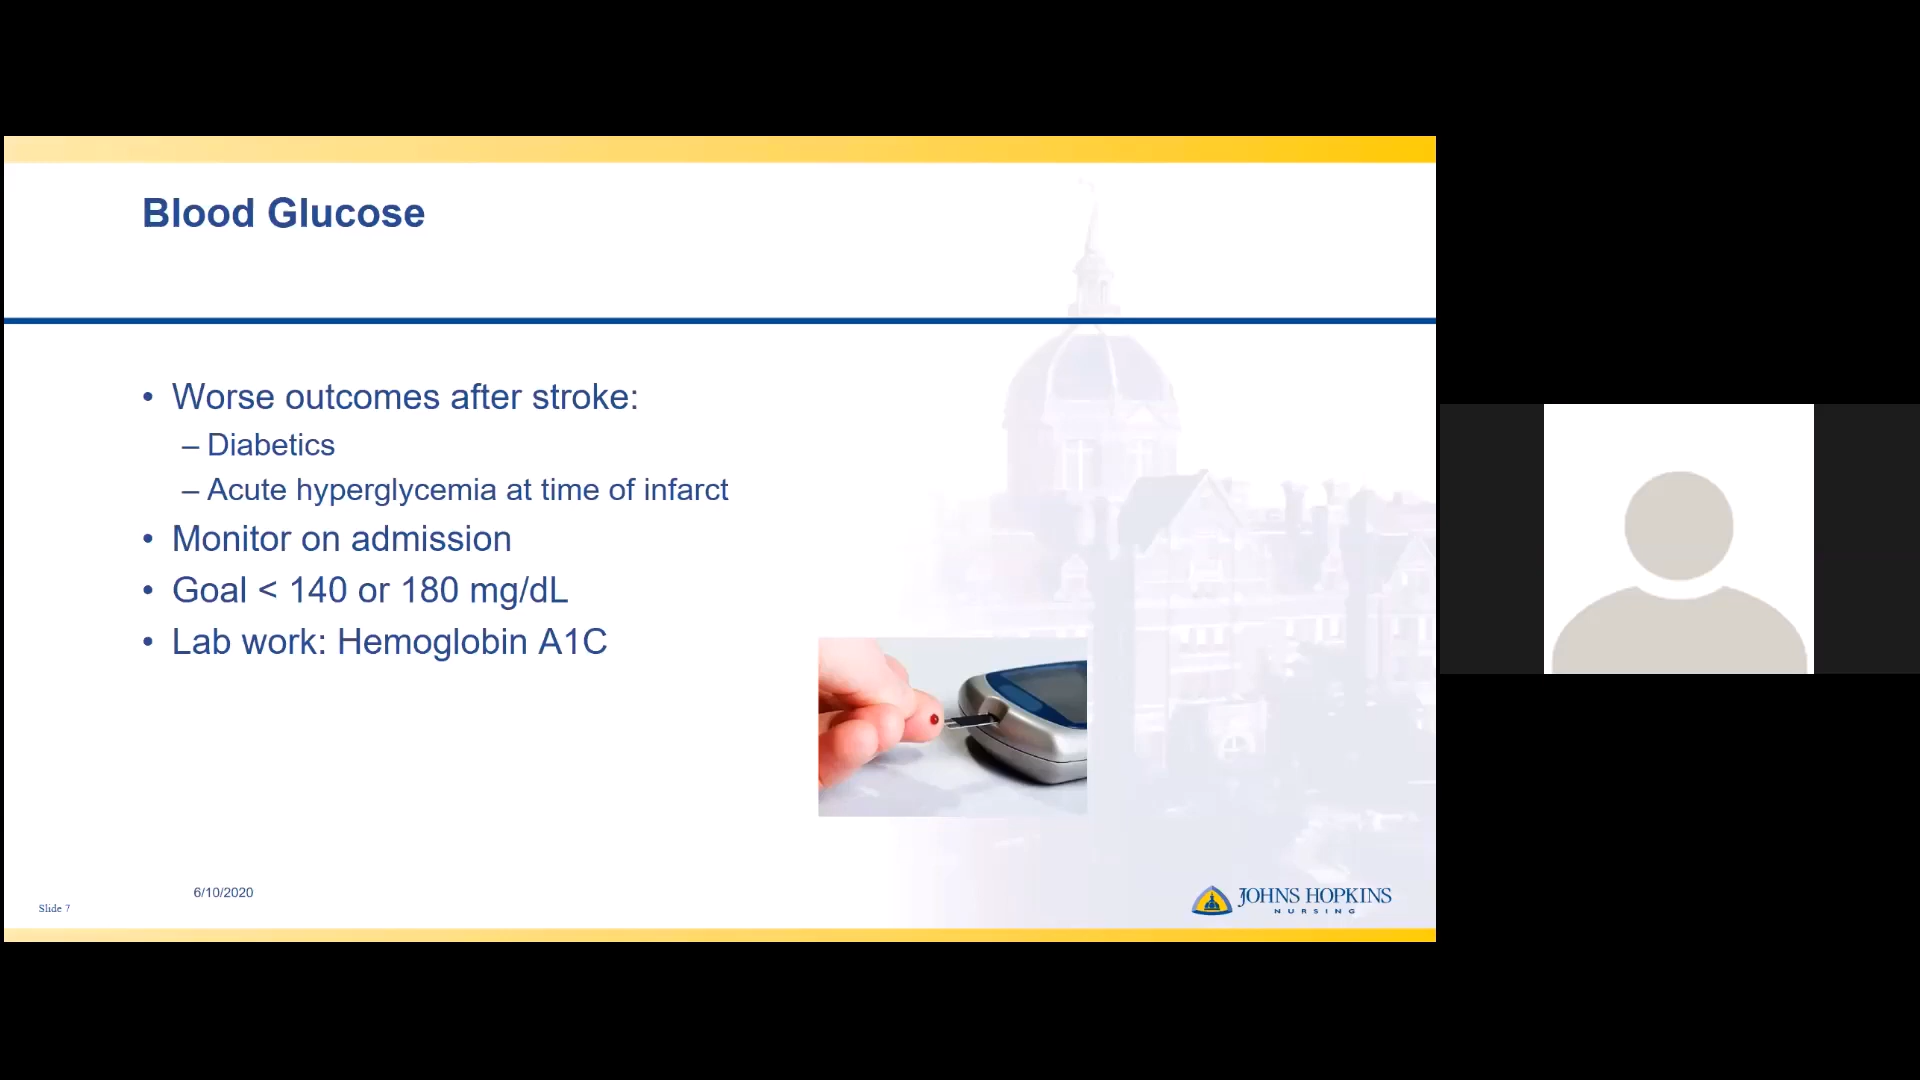 Blood Glucose
• Worse outcomes after stroke:
– Diabetics
– Acute hyperglycemia at time of infarct
• Monitor on admission
• Goal < 140 or 180 mg/dL
• Lab work: Hemoglobin A1C
6/10/2020
Slide 7
JOHNS HOPKINS
NURSING